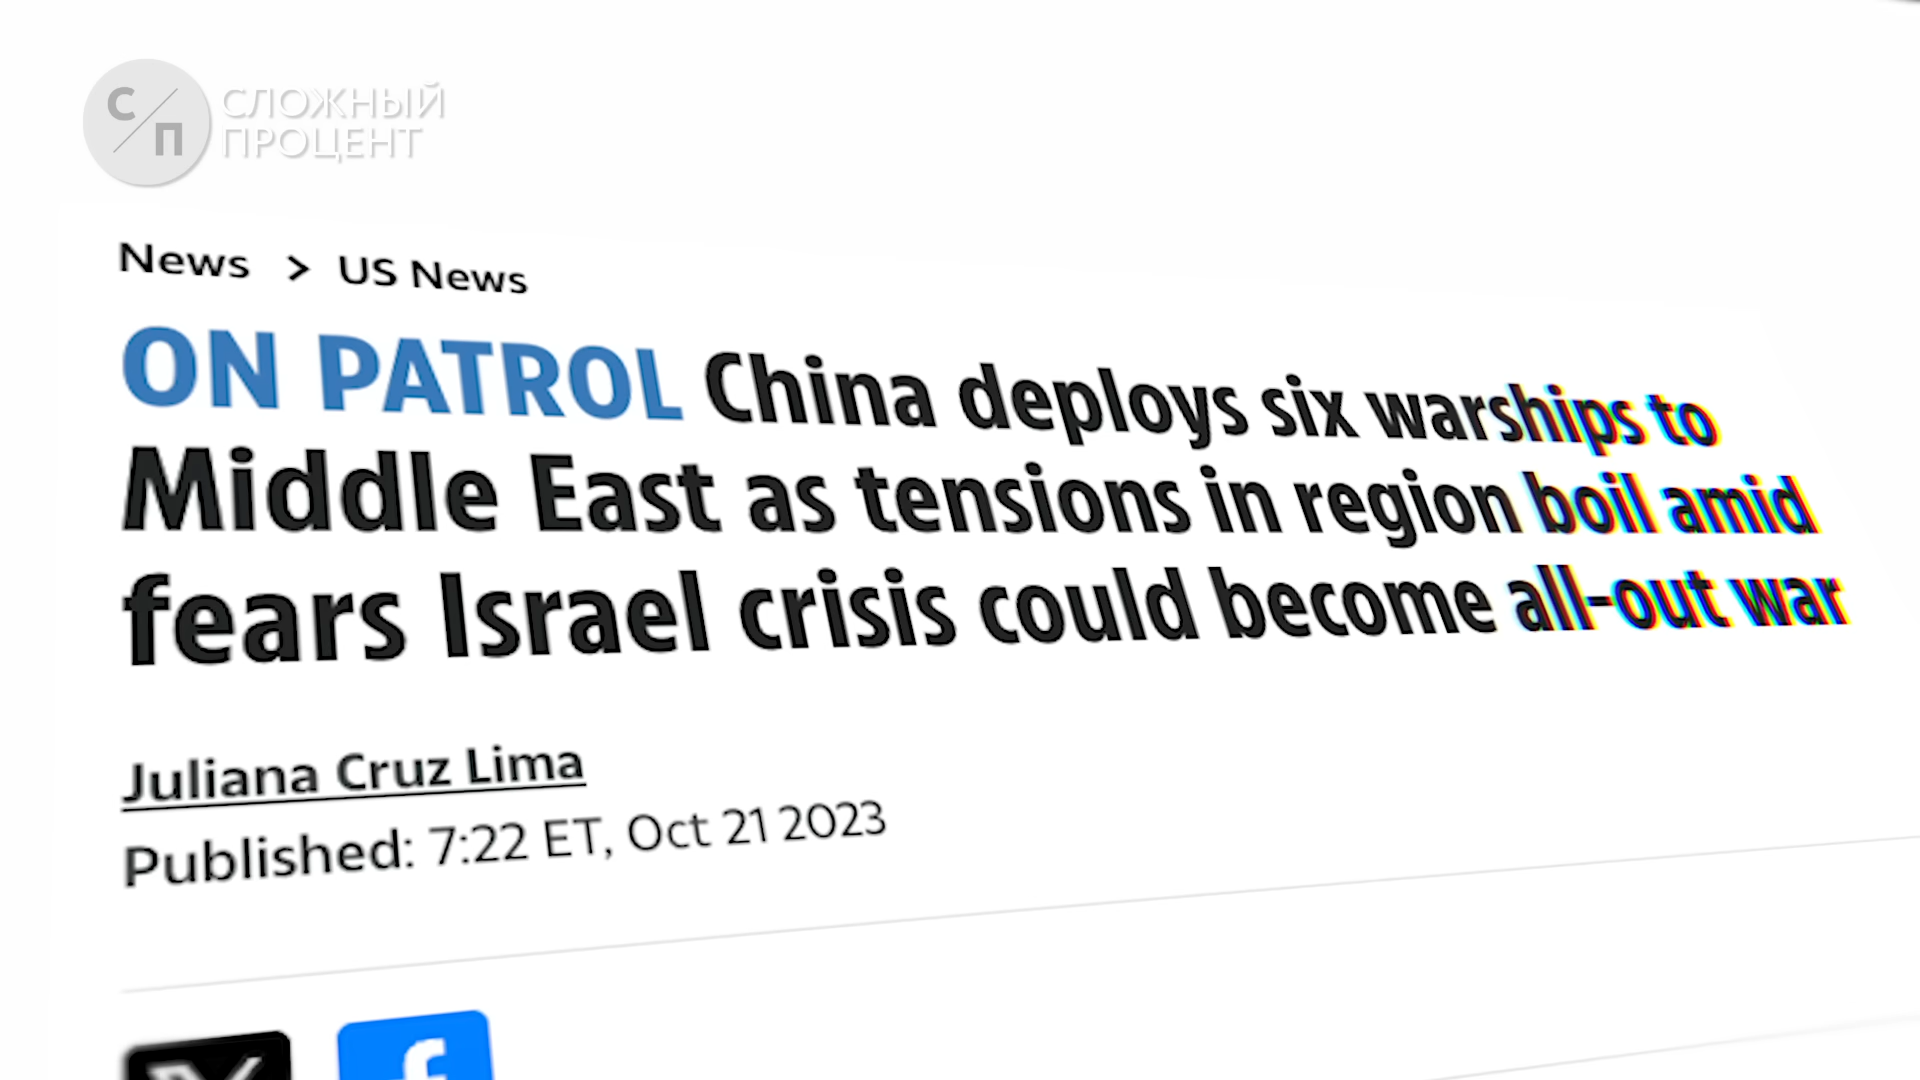 С/П СЛОЖНЫЙ
ПРОЦЕНТ
News > US News
ON PATROL China deploys six warships to
Middle East as tensions in region boil amid
fears Israel crisis could become all-out war
Juliana Cruz Lima
Published: 7:22 ET, Oct 21 2023